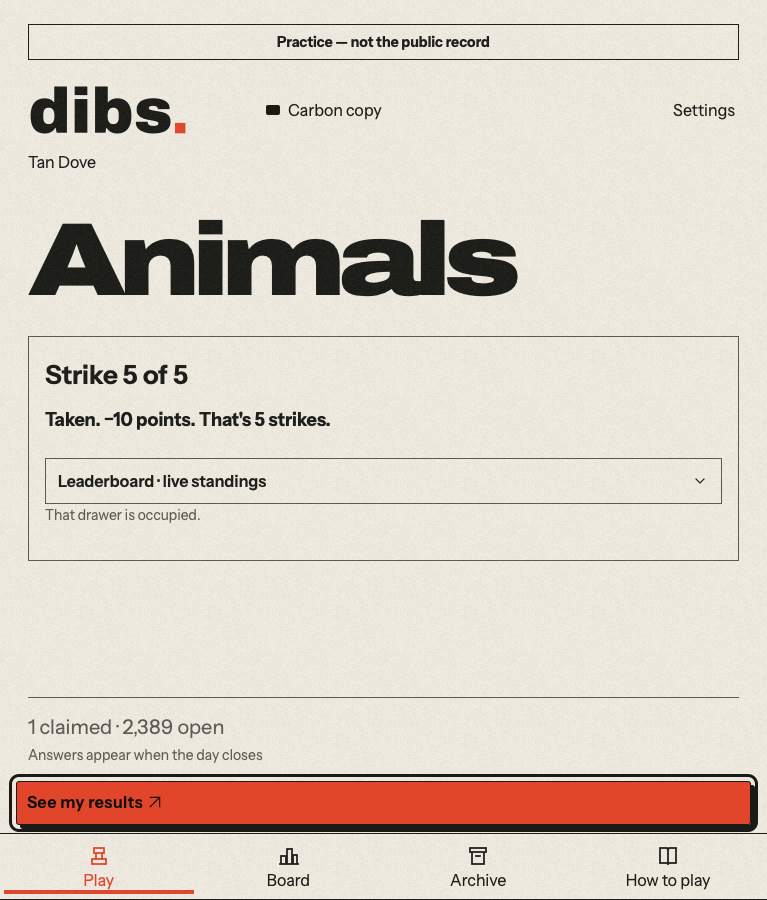 Practice — not the public record
dibs.
Carbon copy
Settings
Tan Dove
Animals
Strike 5 of 5
Taken. −10 points. That's 5 strikes.
Leaderboard · live standings
That drawer is occupied.
1 claimed · 2,389 open
Answers appear when the day closes
See my results
Play
Board
Archive
How to play